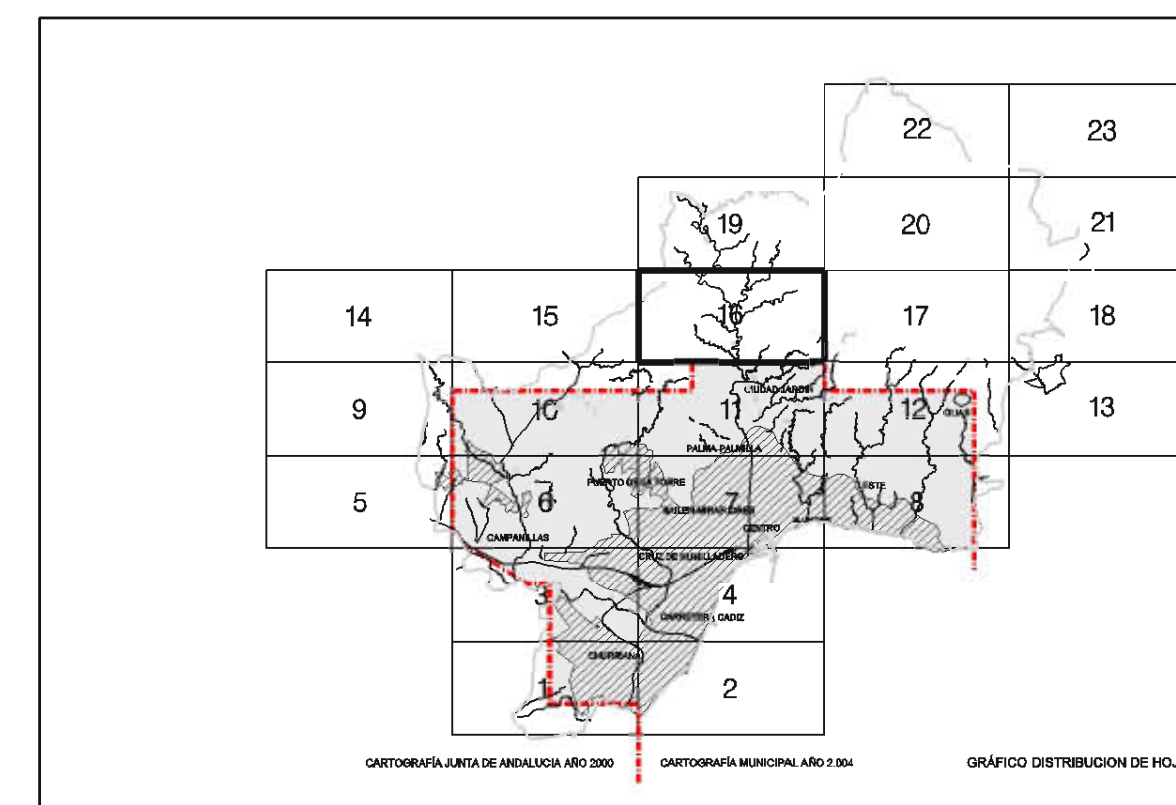 22 23
19 20 21
14 15 16 17 18
CIUDAD JARDIN
9 10 11 12 13
PALMA-PALMILLA
PUERTO DE LA TORRE
LESTE
5 6 7 8
CENTRO
CAMPANILLAS
CRUZ DE HUMILLADERO
3 4
CARRETERA CADIZ
CHURRIANA
1 2
CARTOGRAFÍA JUNTA DE ANDALUCIA AÑO 2000 CARTOGRAFÍA MUNICIPAL AÑO 2.004 GRÁFICO DISTRIBUCION DE HOJ